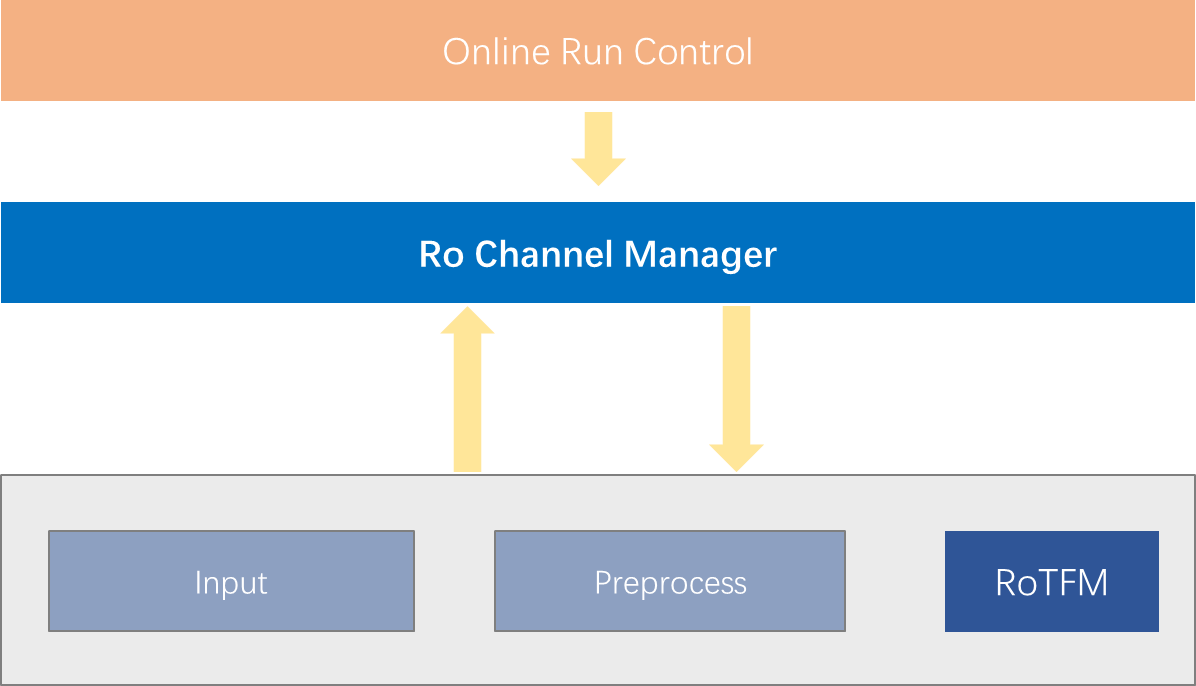 Online Run Control
Ro Channel Manager
Input
Preprocess
RoTFM